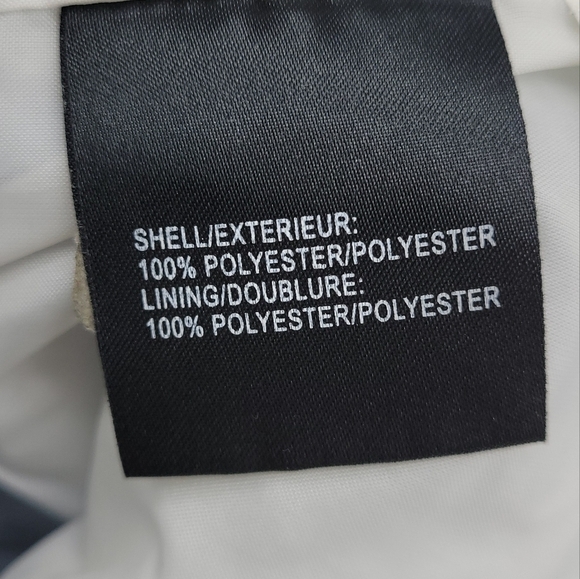 SHELL/EXTERIEUR:
100% POLYESTER/POLYESTER
LINING/DOUBLURE:
100% POLYESTER/POLYESTER